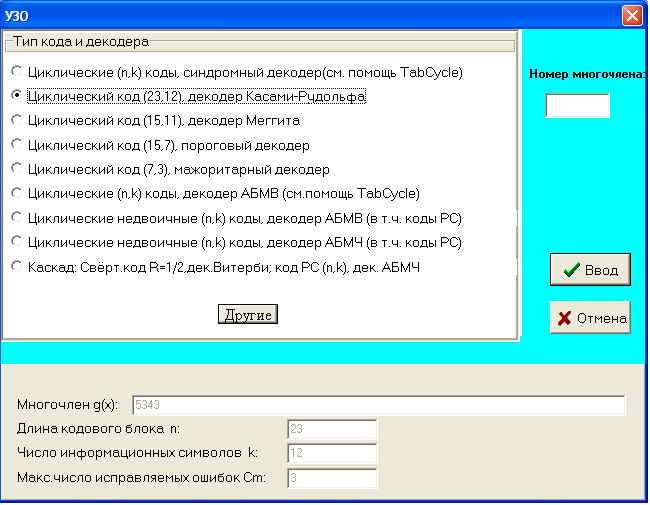 УЗО
Тип кода и декодера
Циклические (n,k) коды, синдромный декодер(см. помощь TabCycle)
Циклический код (23,12), декодер Касами-Рудольфа
Циклический код (15,11), декодер Меггита
Циклический код (15,7), пороговый декодер
Циклический код (7,3), мажоритарный декодер
Циклические (n,k) коды, декодер АБМВ (см.помощь TabCycle)
Циклические недвоичные (n,k) коды, декодер АБМВ (в т.ч. коды РС)
Циклические недвоичные (n,k) коды, декодер АБМЧ (в т.ч. коды РС)
Каскад: Свёрт.код R=1/2,дек.Витерби; код РС (n,k), дек. АБМЧ
Другие
Номер многочлена:
Ввод
Отмена
Многочлен g(x): 5343
Длина кодового блока n: 23
Число информационных символов k: 12
Макс.число исправляемых ошибок Cm: 3